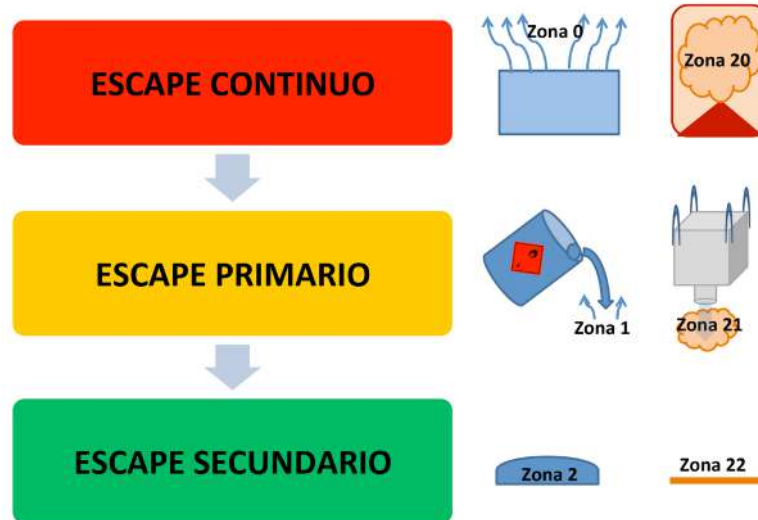 Zona 0
Zona 20
ESCAPE CONTINUO
ESCAPE PRIMARIO
Zona 1
Zona 21
ESCAPE SECUNDARIO
Zona 2
Zona 22